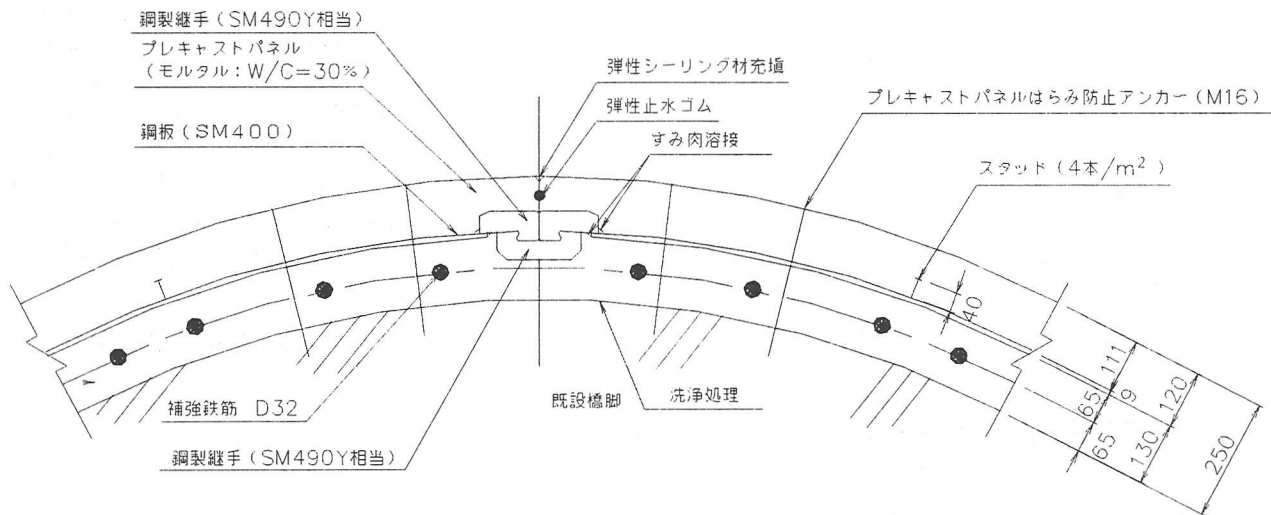 鋼製継手(SM490Y相当)
プレキャストパネル
(モルタル:W/C=30%)
鋼板(SM400)
弾性シーリング材充塡
弾性止水ゴム
すみ肉溶接
プレキャストパネルはらみ防止アンカー(M16)
スタッド(4本/m²)
40
111
9
120
65
65
130
250
補強鉄筋 D32
既設橋脚
洗浄処理
鋼製継手(SM490Y相当)